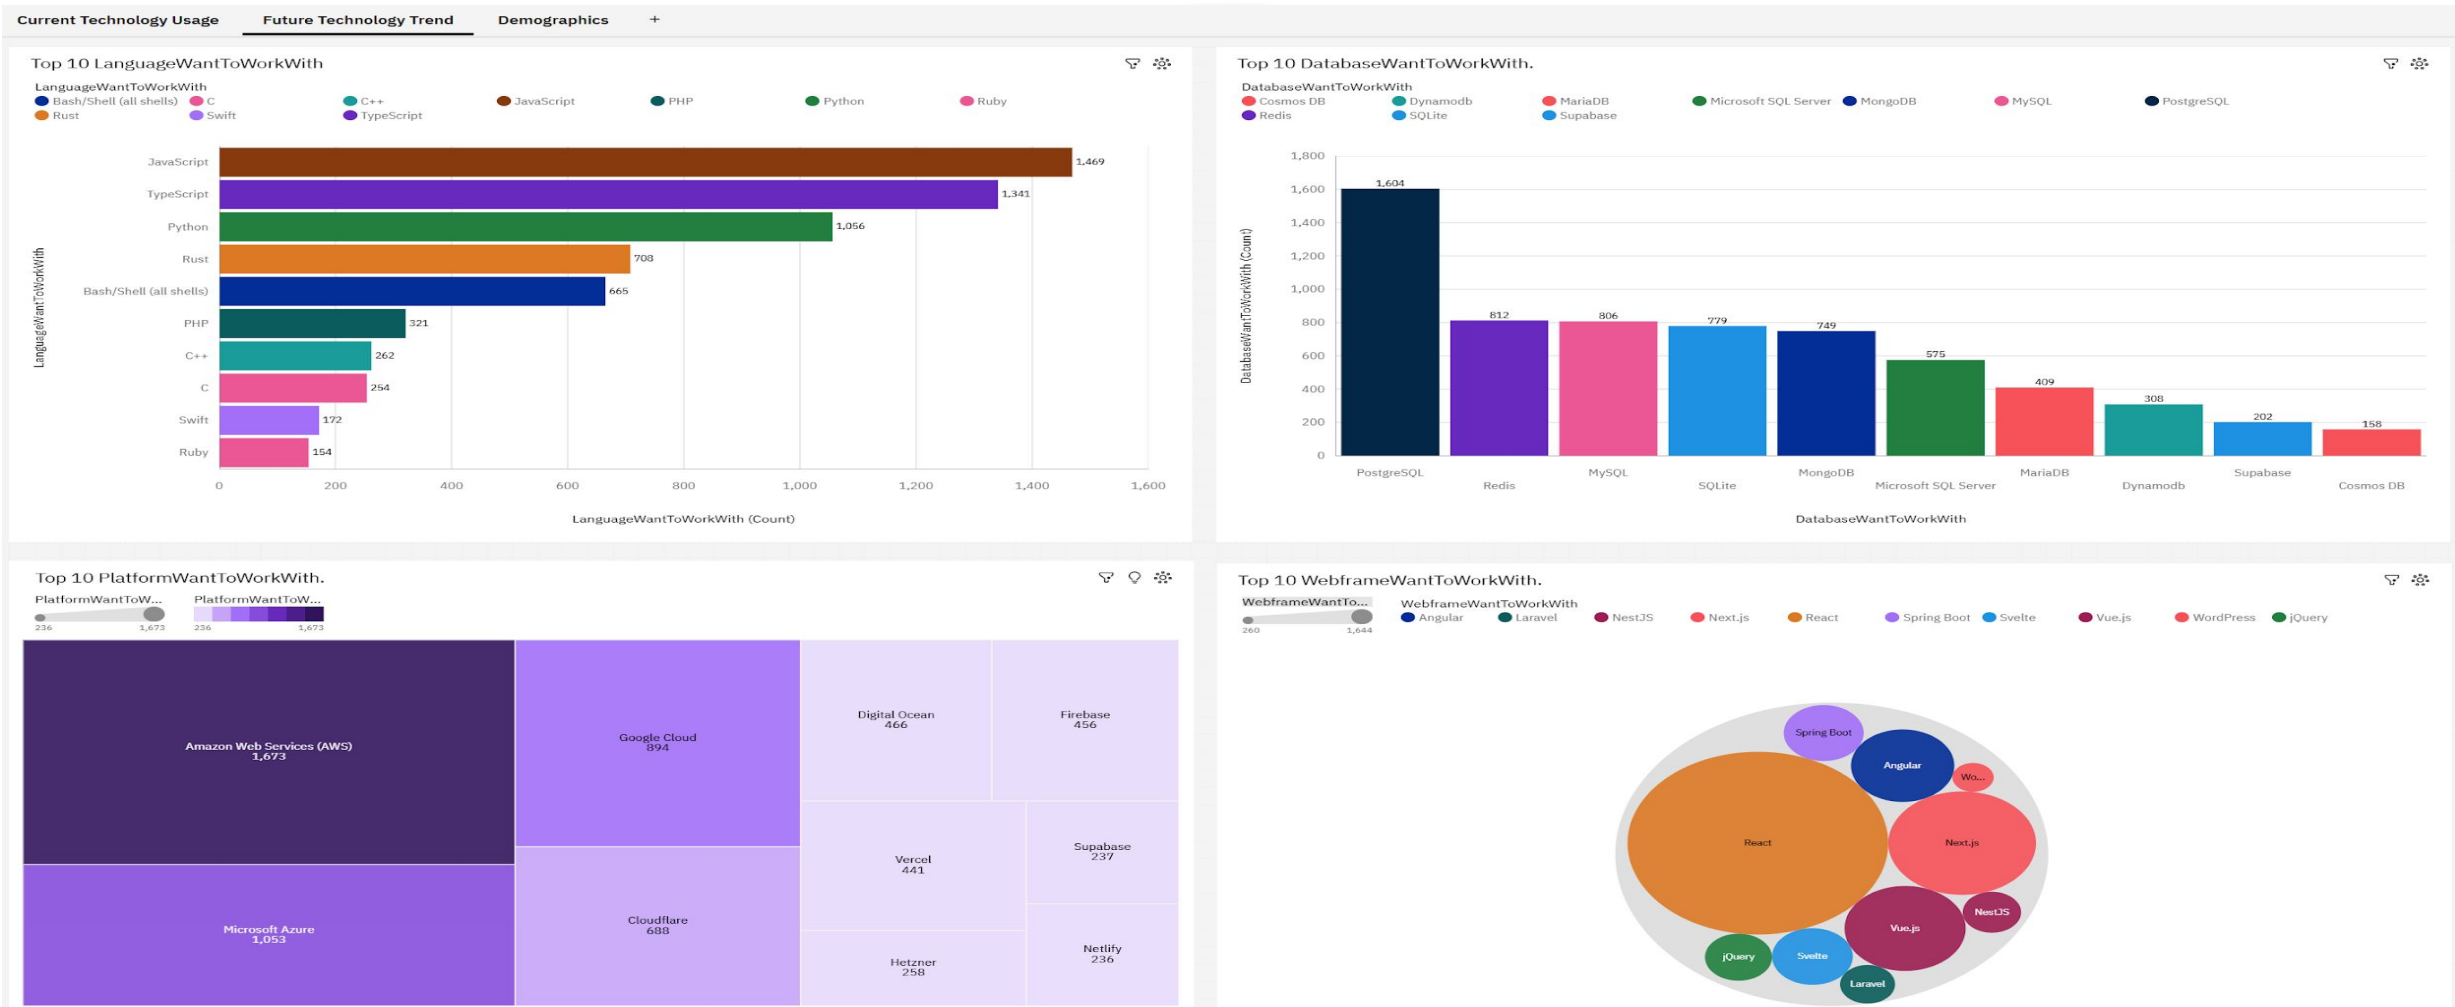 Current Technology Usage Future Technology Trend Demographics +
Top 10 LanguageWantToWorkWith
LanguageWantToWorkWith
Bash/Shell (all shells) C C++ JavaScript PHP Python Ruby
Rust Swift TypeScript
LanguageWantToWorkWith
JavaScript 1,469
TypeScript 1,341
Python 1,056
Rust 708
Bash/Shell (all shells) 665
PHP 321
C++ 262
C 254
Swift 172
Ruby 154
0 200 400 600 800 1,000 1,200 1,400 1,600
LanguageWantToWorkWith (Count)
Top 10 DatabaseWantToWorkWith.
DatabaseWantToWorkWith
Cosmos DB Dynamodb MariaDB Microsoft SQL Server MongoDB MySQL PostgreSQL
Redis SQLite Supabase
DatabaseWantToWorkWith (Count)
1,800
1,600
1,400
1,200
1,000
800
600
400
200
0
1,604 812 806 779 749 575 409 308 202 158
PostgreSQL Redis MySQL SQLite MongoDB Microsoft SQL Server MariaDB Dynamodb Supabase Cosmos DB
DatabaseWantToWorkWith
Top 10 PlatformWantToWorkWith.
PlatformWantToW... PlatformWantToW...
236 1,673 236 1,673
Amazon Web Services (AWS)
1,673
Microsoft Azure
1,053
Google Cloud
894
Cloudflare
688
Digital Ocean
466
Firebase
456
Vercel
441
Supabase
237
Hetzner
258
Netlify
236
Top 10 WebframeWantToWorkWith.
WebframeWantTo... WebframeWantToWorkWith
260 1,644
Angular Laravel NestJS Next.js React Spring Boot Svelte Vue.js WordPress jQuery
Spring Boot
Angular
Wo...
React
Next.js
NestJS
Vue.js
jQuery
Svelte
Laravel